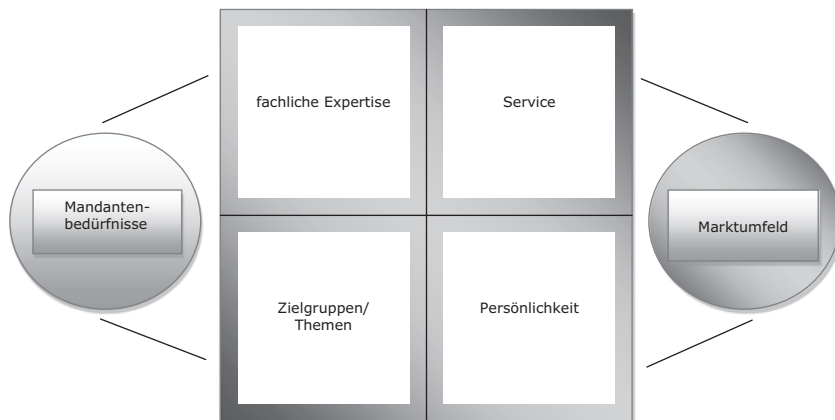 fachliche Expertise
Service
Mandanten-
bedürfnisse
Marktumfeld
Zielgruppen/
Themen
Persönlichkeit